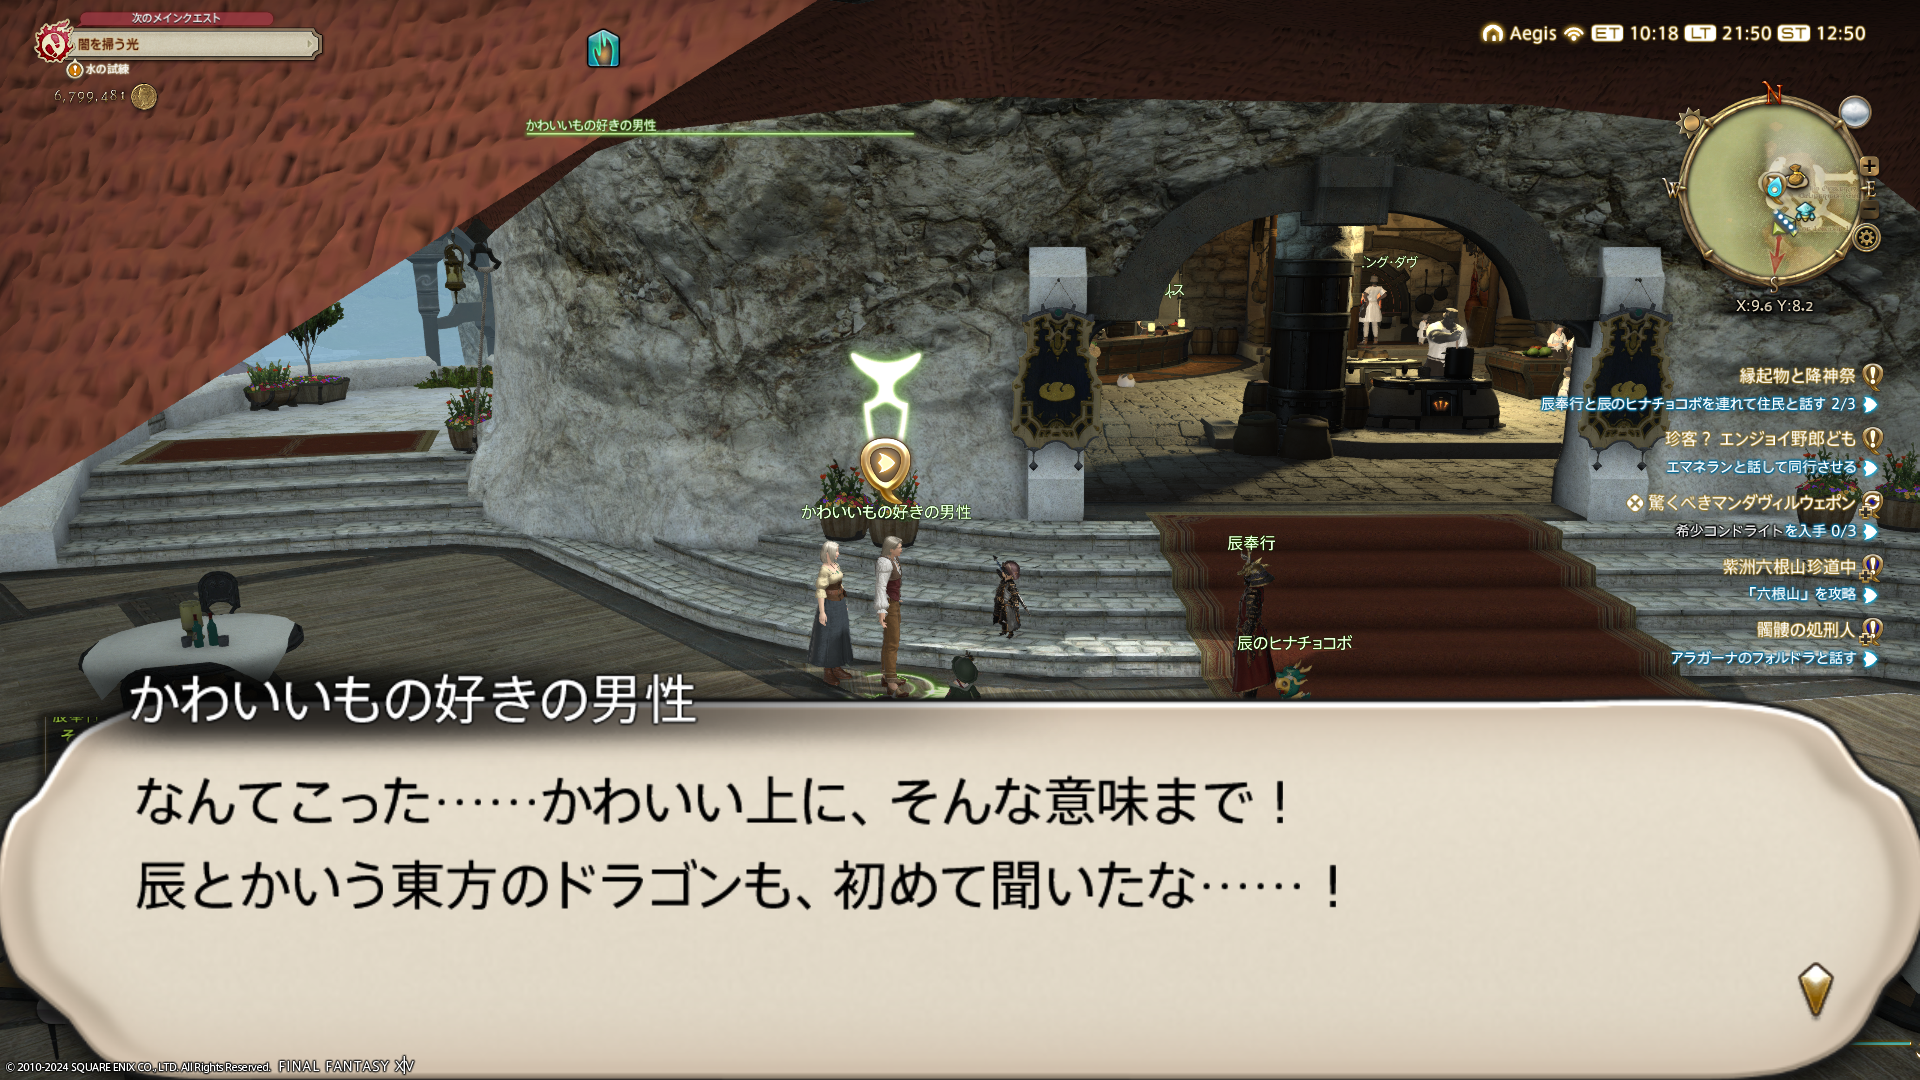 次のメインクエスト
闇を掃う光
水の試練
6,799,481
かわいいもの好きの男性
Aegis ET 10:18 LT 21:50 ST 12:50
N
W
E
S
X:9.6 Y:8.2
ング・ダヴ
縁起物と降神祭
辰奉行と辰のヒナチョコボを連れて住民と話す 2/3
珍客? エンジョイ野郎ども
エマネランと話して同行させる
驚くべきマンダヴィルウェポン
希少コンドライトを入手 0/3
紫洲六根山珍道中
「六根山」を攻略
髑髏の処刑人
アラガーナのフォルドラと話す
かわいいもの好きの男性
辰奉行
辰のヒナチョコボ
かわいいもの好きの男性
なんてこった……かわいい上に、そんな意味まで!
辰とかいう東方のドラゴンも、初めて聞いたな……!
© 2010-2024 SQUARE ENIX CO., LTD. All Rights Reserved. FINAL FANTASY XIV